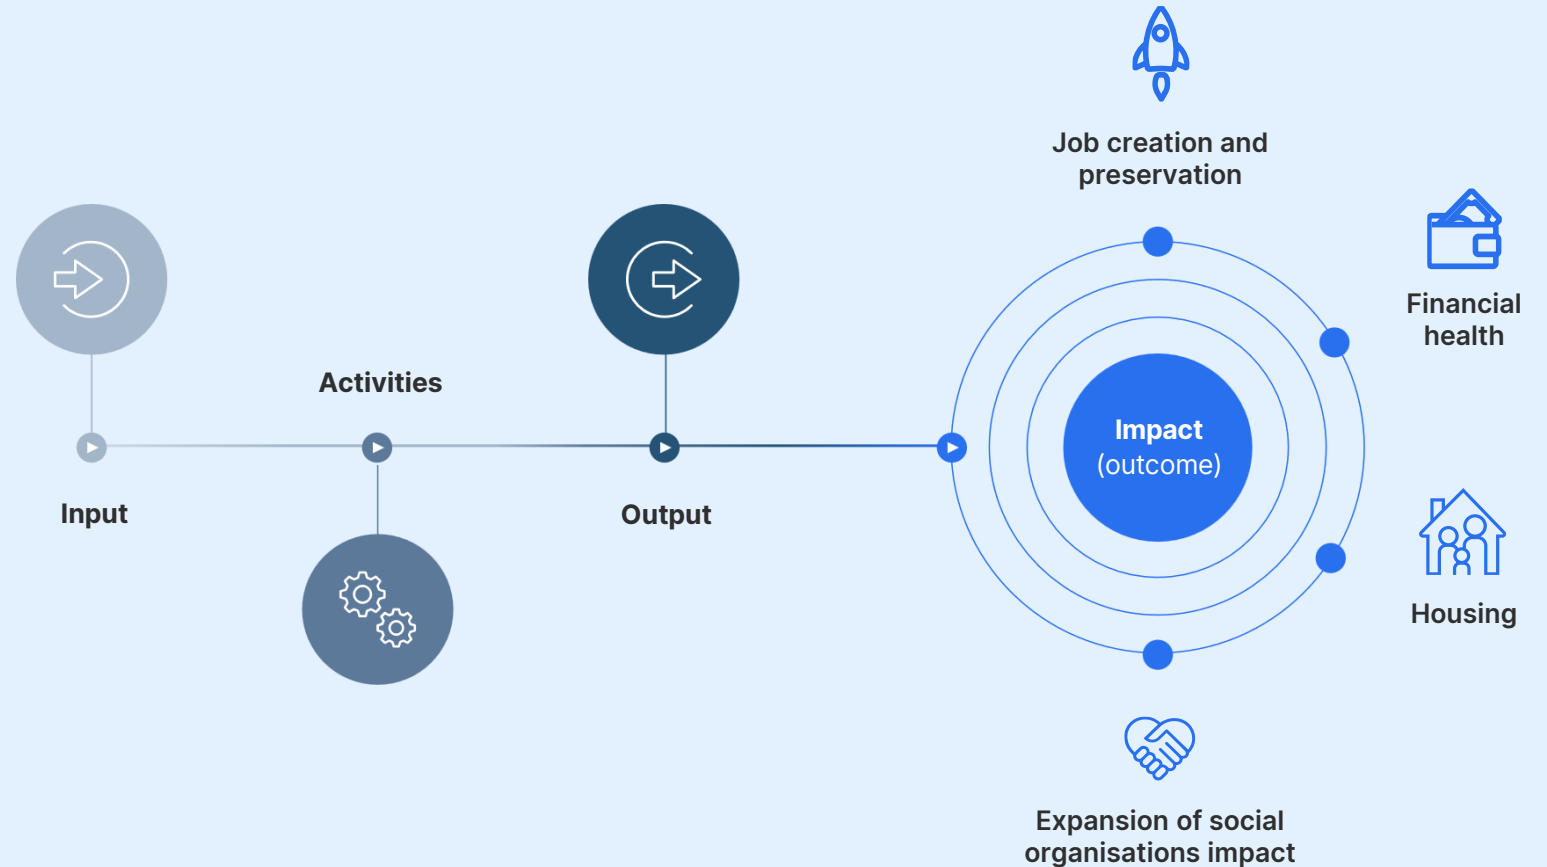 Job creation and
preservation
Financial
health
Activities
Impact
(outcome)
Input
Output
Housing
Expansion of social
organisations impact